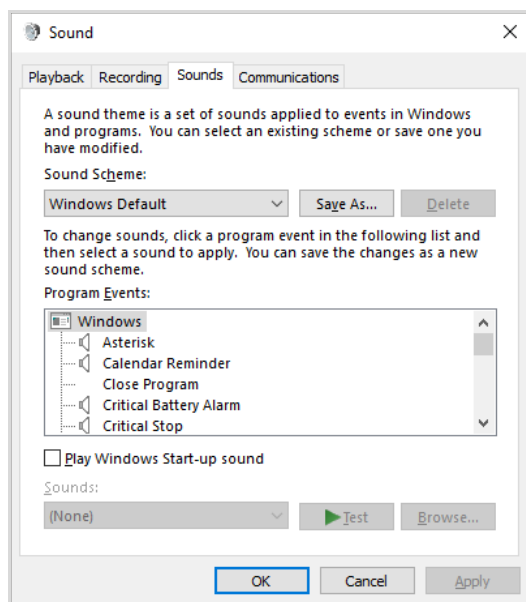 Sound
Playback Recording Sounds Communications
A sound theme is a set of sounds applied to events in Windows
and programs. You can select an existing scheme or save one you
have modified.
Sound Scheme:
Windows Default Save As... Delete
To change sounds, click a program event in the following list and
then select a sound to apply. You can save the changes as a new
sound scheme.
Program Events:
Windows
Asterisk
Calendar Reminder
Close Program
Critical Battery Alarm
Critical Stop
Play Windows Start-up sound
Sounds:
(None) Test Browse...
OK Cancel Apply